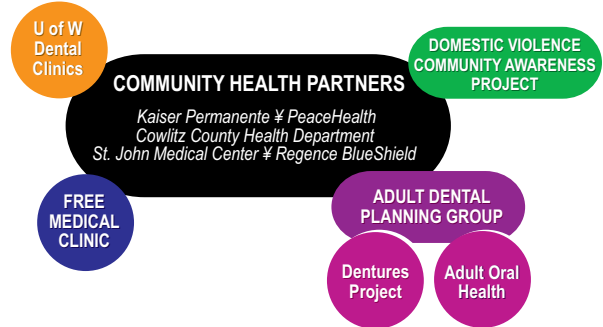 U of W
Dental
Clinics
DOMESTIC VIOLENCE
COMMUNITY AWARENESS
PROJECT
COMMUNITY HEALTH PARTNERS
Kaiser Permanente ¥ PeaceHealth
Cowlitz County Health Department
St. John Medical Center ¥ Regence BlueShield
FREE
MEDICAL
CLINIC
ADULT DENTAL
PLANNING GROUP
Dentures
Project
Adult Oral
Health